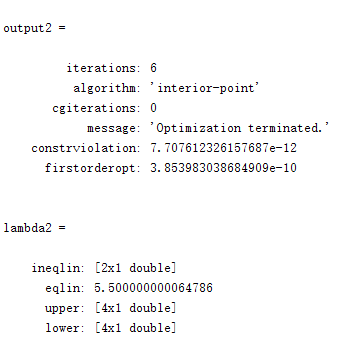 output2 =
iterations: 6
algorithm: 'interior-point'
cgiterations: 0
message: 'Optimization terminated.'
constrviolation: 7.707612326157687e-12
firstorderopt: 3.853983038684909e-10
lambda2 =
ineqlin: [2x1 double]
eqlin: 5.500000000064786
upper: [4x1 double]
lower: [4x1 double]